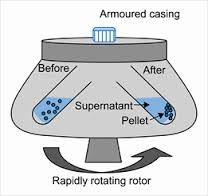 Armoured casing
Before
After
Supernatant
Pellet
Rapidly rotating rotor